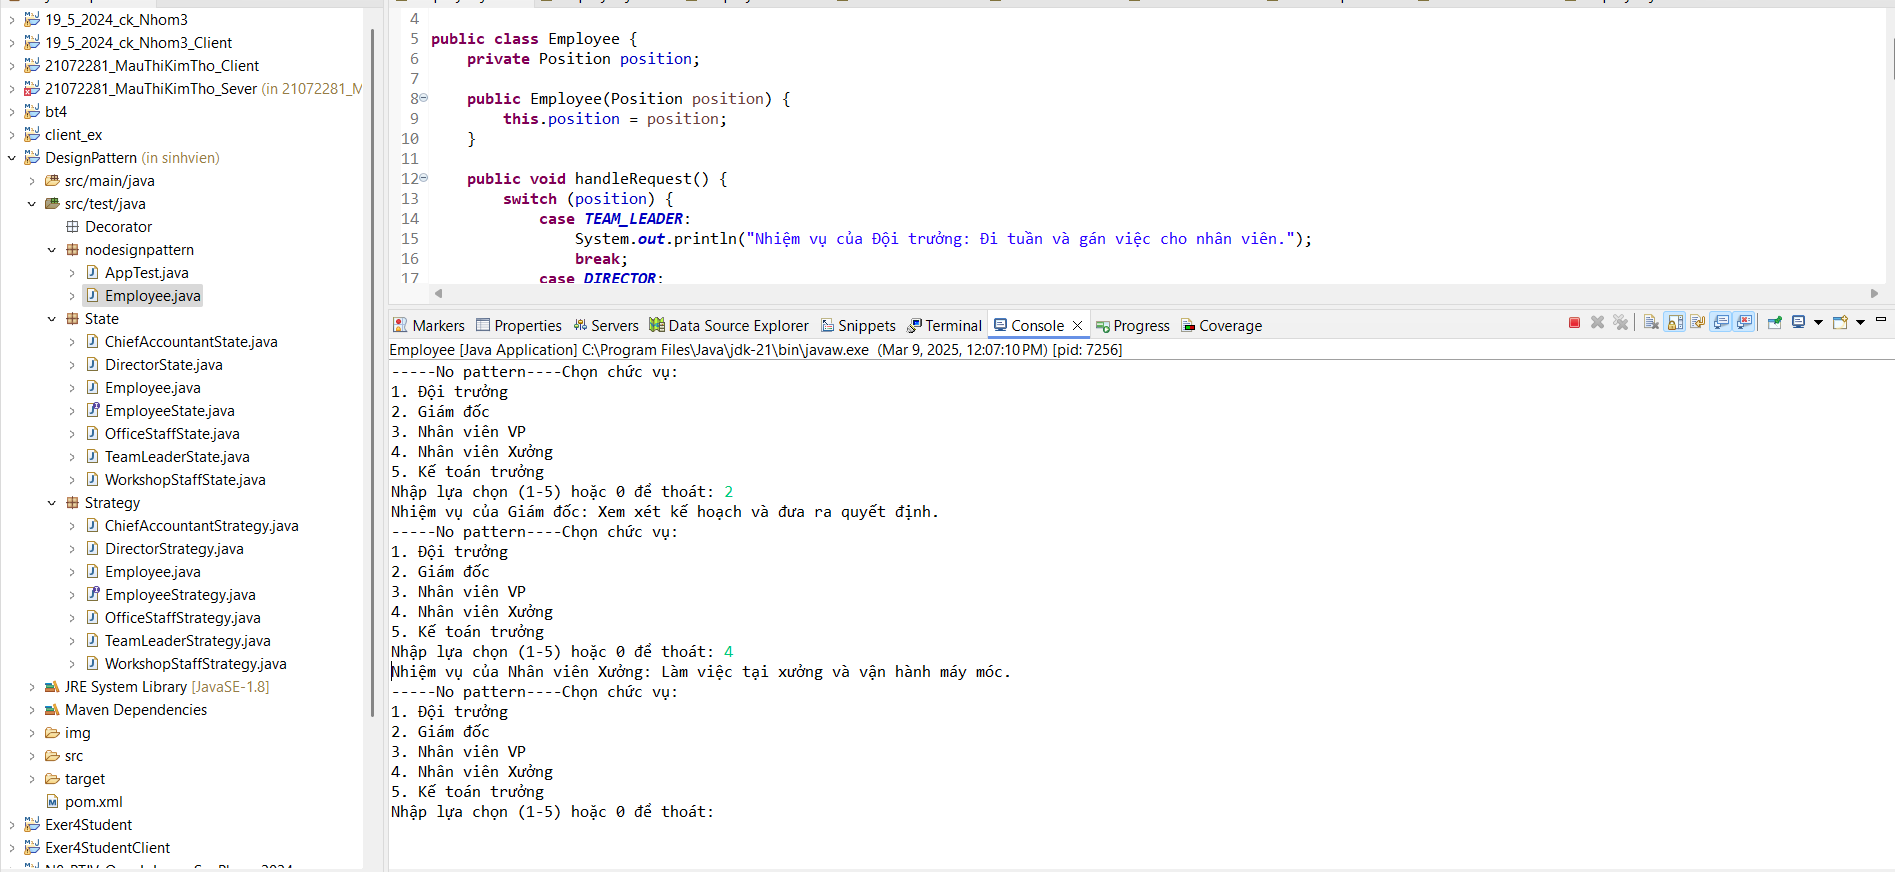 19_5_2024_ck_Nhom3
19_5_2024_ck_Nhom3_Client
21072281_MauThiKimTho_Client
21072281_MauThiKimTho_Sever (in 21072281_M
bt4
client_ex
DesignPattern (in sinhvien)
src/main/java
src/test/java
Decorator
nodesignpattern
AppTest.java
Employee.java
State
ChiefAccountantState.java
DirectorState.java
Employee.java
EmployeeState.java
OfficeStaffState.java
TeamLeaderState.java
WorkshopStaffState.java
Strategy
ChiefAccountantStrategy.java
DirectorStrategy.java
Employee.java
EmployeeStrategy.java
OfficeStaffStrategy.java
TeamLeaderStrategy.java
WorkshopStaffStrategy.java
JRE System Library [JavaSE-1.8]
Maven Dependencies
img
src
target
pom.xml
Exer4Student
Exer4StudentClient
4
5 public class Employee {
6 private Position position;
7
8 public Employee(Position position) {
9 this.position = position;
10 }
11
12 public void handleRequest() {
13 switch (position) {
14 case TEAM_LEADER:
15 System.out.println("Nhiệm vụ của Đội trưởng: Đi tuần và gán việc cho nhân viên.");
16 break;
17 case DIRECTOR:
Markers Properties Servers Data Source Explorer Snippets Terminal Console Progress Coverage
Employee [Java Application] C:\Program Files\Java\jdk-21\bin\javaw.exe (Mar 9, 2025, 12:07:10 PM) [pid: 7256]
-----No pattern----Chọn chức vụ:
1. Đội trưởng
2. Giám đốc
3. Nhân viên VP
4. Nhân viên Xưởng
5. Kế toán trưởng
Nhập lựa chọn (1-5) hoặc 0 để thoát: 2
Nhiệm vụ của Giám đốc: Xem xét kế hoạch và đưa ra quyết định.
-----No pattern----Chọn chức vụ:
1. Đội trưởng
2. Giám đốc
3. Nhân viên VP
4. Nhân viên Xưởng
5. Kế toán trưởng
Nhập lựa chọn (1-5) hoặc 0 để thoát: 4
Nhiệm vụ của Nhân viên Xưởng: Làm việc tại xưởng và vận hành máy móc.
-----No pattern----Chọn chức vụ:
1. Đội trưởng
2. Giám đốc
3. Nhân viên VP
4. Nhân viên Xưởng
5. Kế toán trưởng
Nhập lựa chọn (1-5) hoặc 0 để thoát: